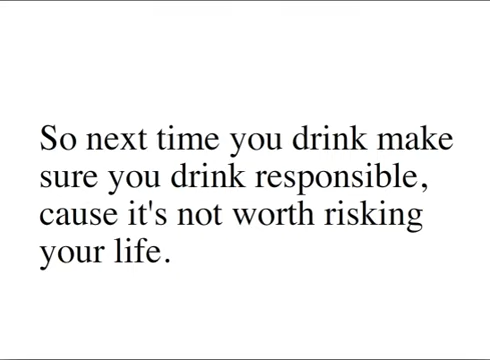 So next time you drink make
sure you drink responsible,
cause it's not worth risking
your life.